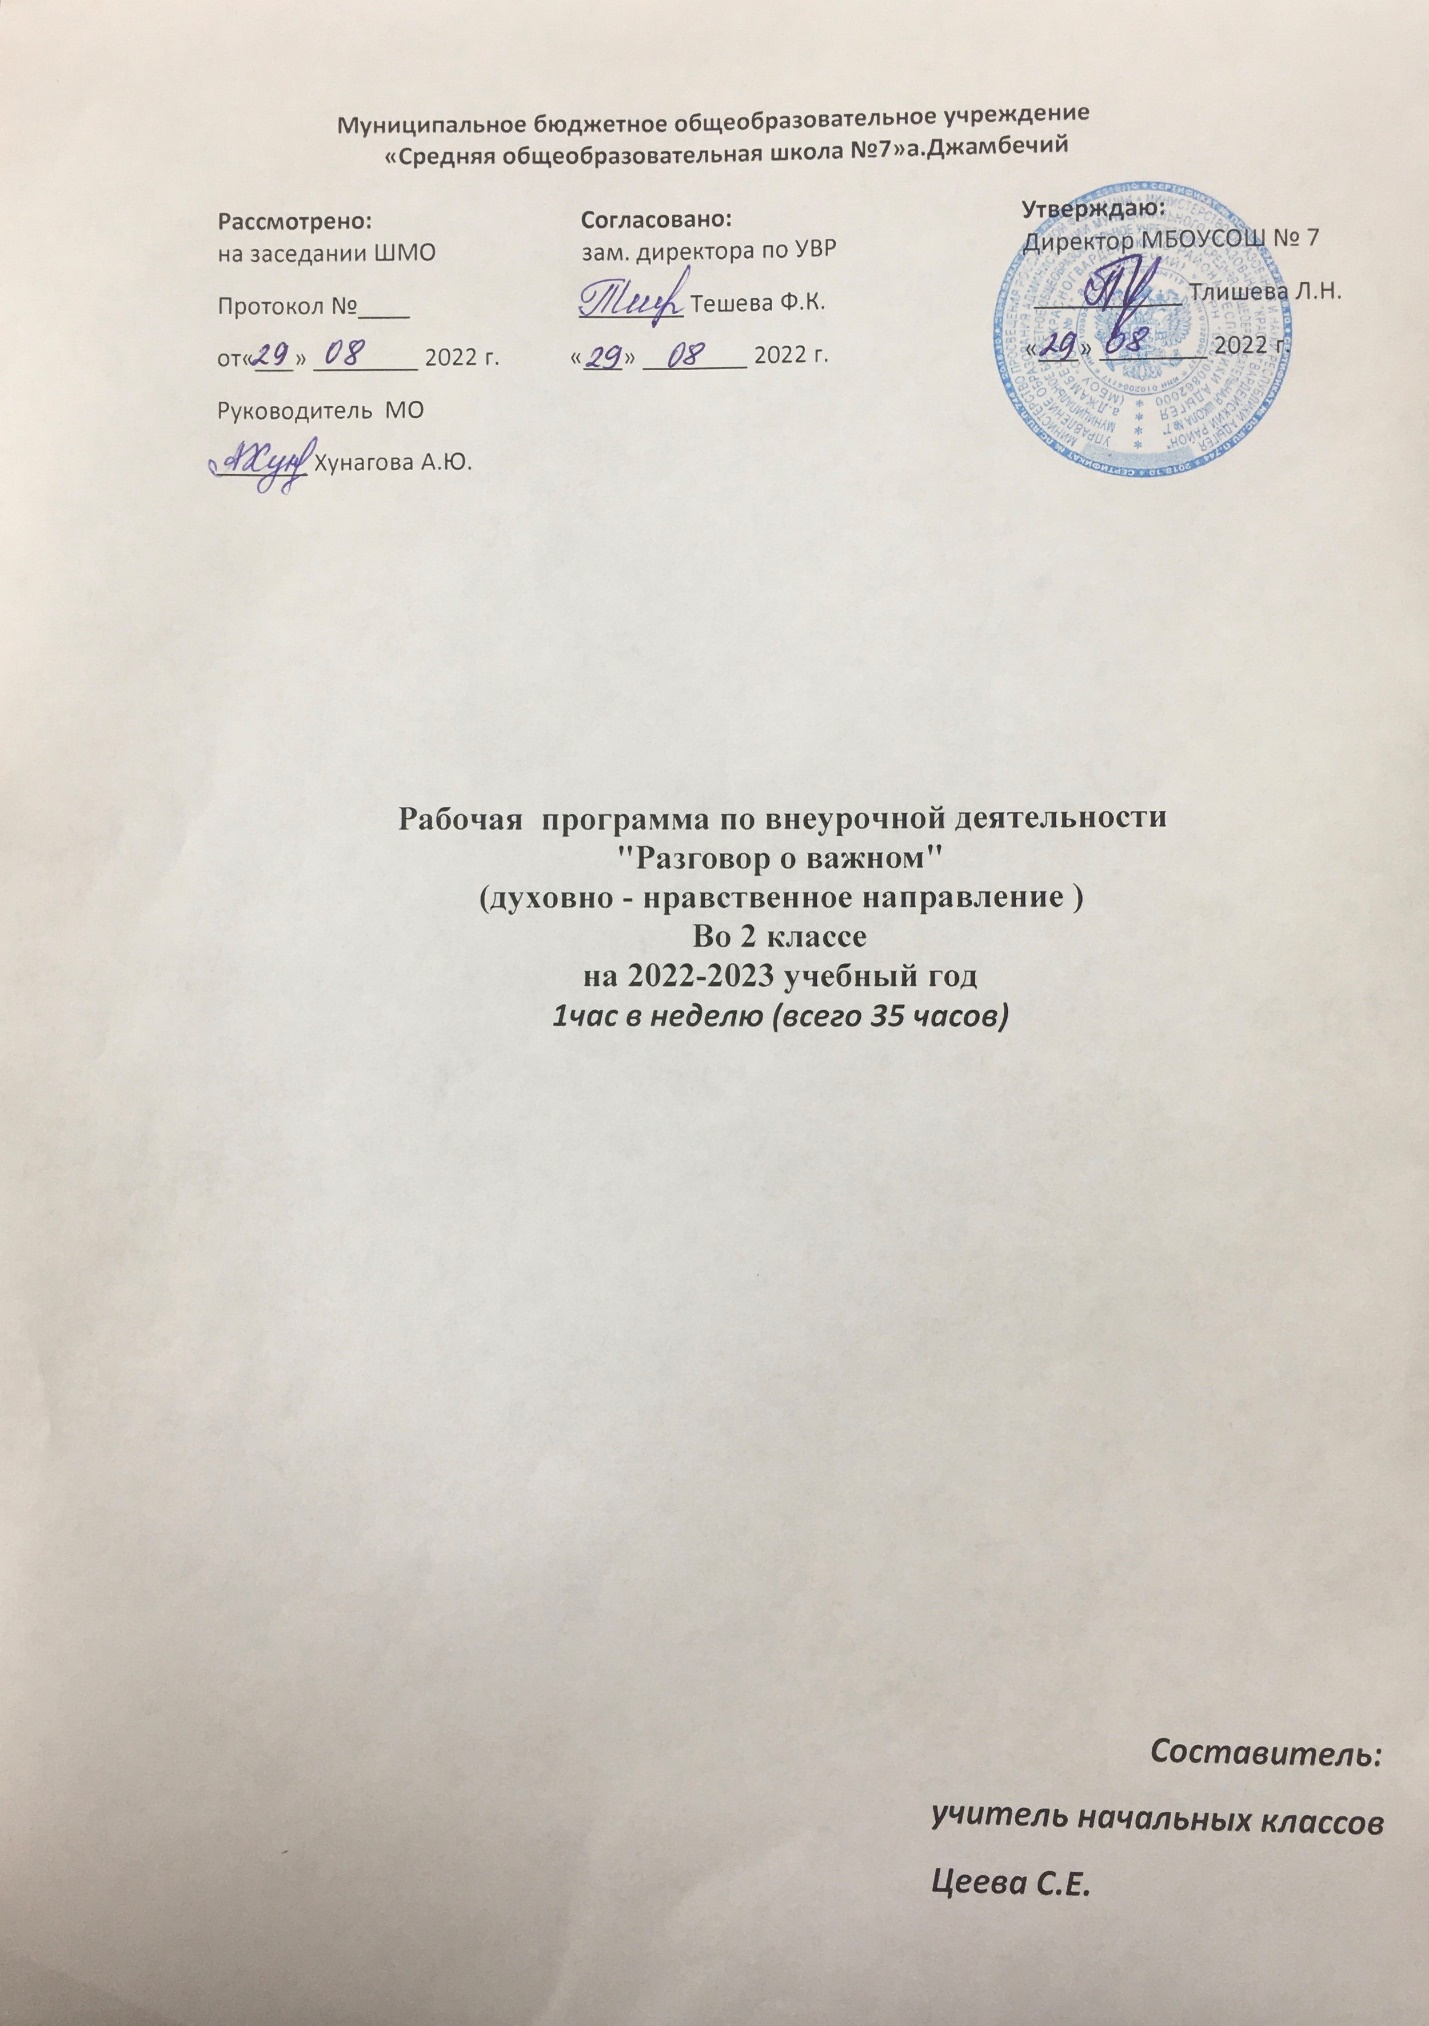 Муниципальное бюджетное общеобразовательное учреждение
«Средняя общеобразовательная школа №7»а.Джамбечий
Рассмотрено:
на заседании ШМО
Протокол №____
от«29» 08 2022 г.
Руководитель МО
Хунагова А.Ю.
Согласовано:
зам. директора по УВР
Тешева Ф.К.
«29» 08 2022 г.
Утверждаю:
Директор МБОУСОШ № 7
Тлишева Л.Н.
«29» 08 2022 г
Рабочая программа по внеурочной деятельности
"Разговор о важном"
(духовно - нравственное направление )
Во 2 классе
на 2022-2023 учебный год
1час в неделю (всего 35 часов)
Составитель:
учитель начальных классов
Цеева С.Е.